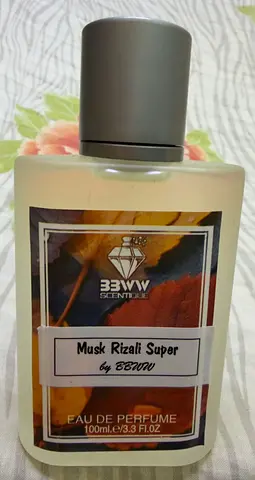 BBWW
SCENTIQUE
Musk Rizali Super
by BBWW
EAU DE PERFUME
100ml.℮/3.3 Fl.OZ